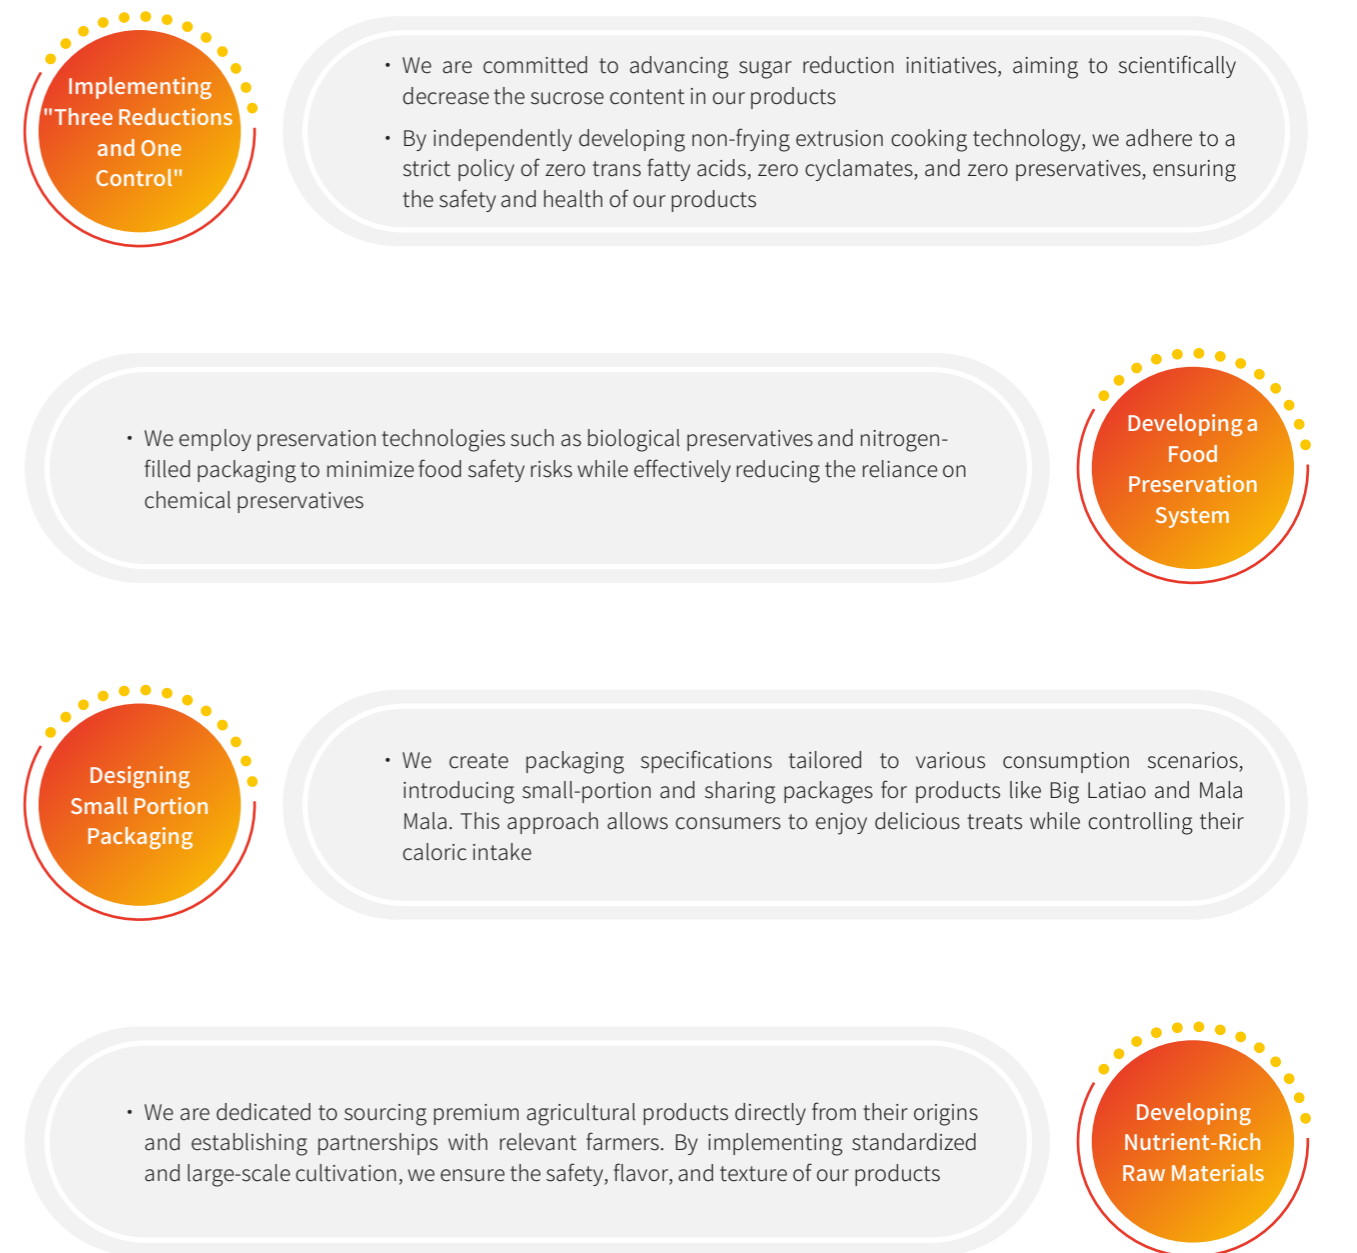 Implementing
"Three Reductions
and One
Control"
・We are committed to advancing sugar reduction initiatives, aiming to scientifically
decrease the sucrose content in our products
・By independently developing non-frying extrusion cooking technology, we adhere to a
strict policy of zero trans fatty acids, zero cyclamates, and zero preservatives, ensuring
the safety and health of our products
・We employ preservation technologies such as biological preservatives and nitrogen-
filled packaging to minimize food safety risks while effectively reducing the reliance on
chemical preservatives
Developing a
Food
Preservation
System
Designing
Small Portion
Packaging
・We create packaging specifications tailored to various consumption scenarios,
introducing small-portion and sharing packages for products like Big Latiao and Mala
Mala. This approach allows consumers to enjoy delicious treats while controlling their
caloric intake
・We are dedicated to sourcing premium agricultural products directly from their origins
and establishing partnerships with relevant farmers. By implementing standardized
and large-scale cultivation, we ensure the safety, flavor, and texture of our products
Developing
Nutrient-Rich
Raw Materials